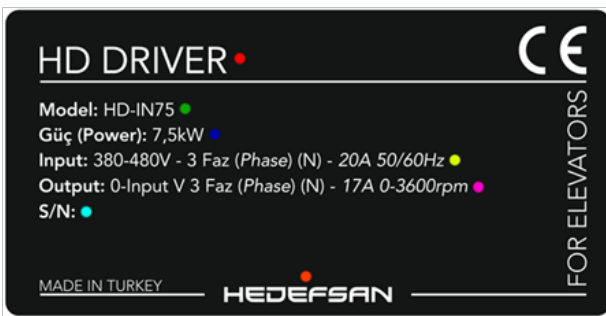 HD DRIVER
CE
Model: HD-IN75
Güç (Power): 7,5kW
Input: 380-480V - 3 Faz (Phase) (N) - 20A 50/60Hz
Output: 0-Input V 3 Faz (Phase) (N) - 17A 0-3600rpm
S/N:
FOR ELEVATORS
MADE IN TURKEY
HEDEFSAN